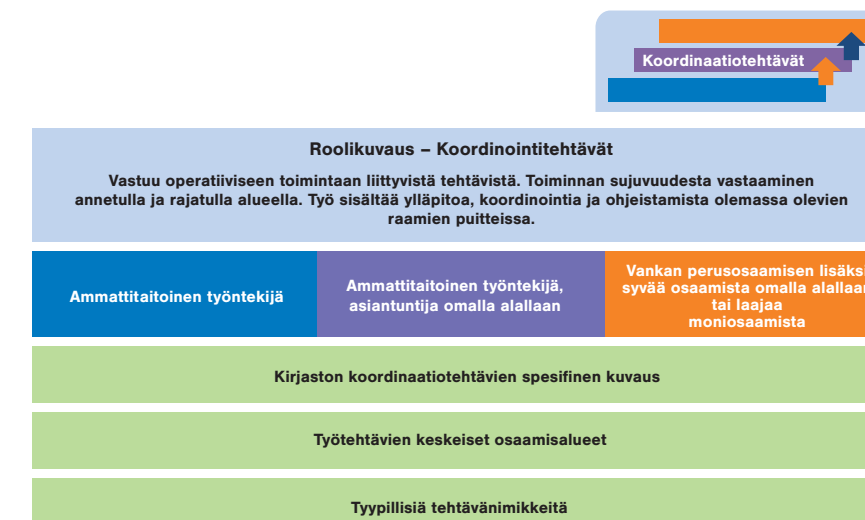 Koordinaatiotehtävät
Roolikuvaus – Koordinointitehtävät
Vastuu operatiiviseen toimintaan liittyvistä tehtävistä. Toiminnan sujuvuudesta vastaaminen
annetulla ja rajatulla alueella. Työ sisältää ylläpitoa, koordinointia ja ohjeistamista olemassa olevien
raamien puitteissa.
Ammattitaitoinen työntekijä
Ammattitaitoinen työntekijä,
asiantuntija omalla alallaan
Vankan perusosaamisen lisäksi
syvää osaamista omalla alallaan
tai laajaa
moniosaamista
Kirjaston koordinaatiotehtävien spesifinen kuvaus
Työtehtävien keskeiset osaamisalueet
Tyypillisiä tehtävänimikkeitä